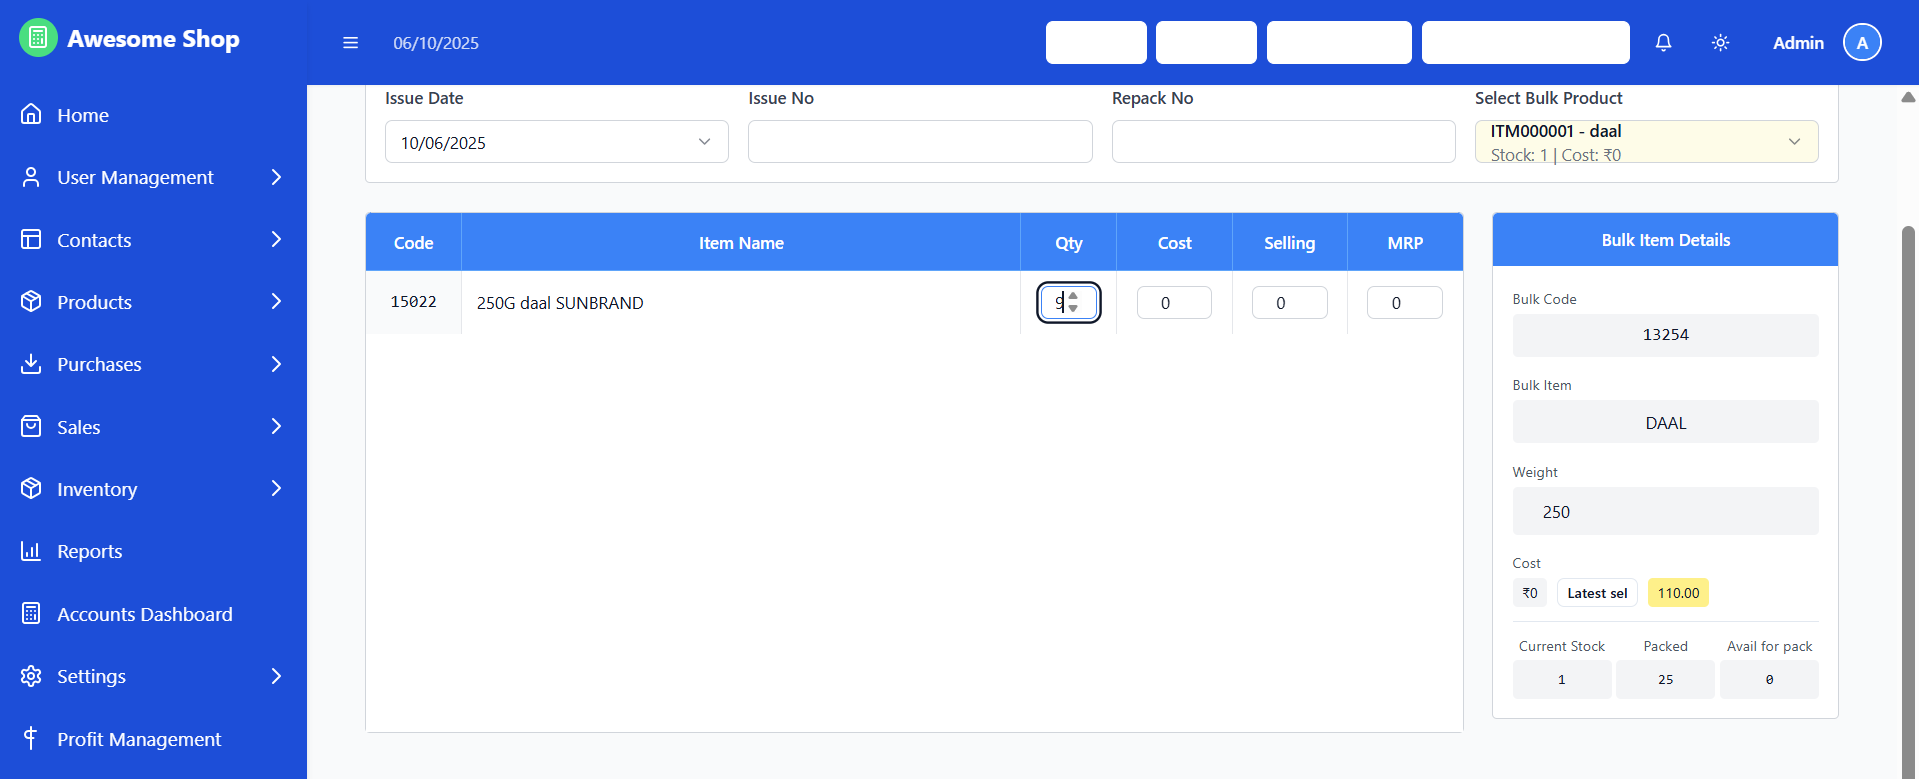 Awesome Shop
06/10/2025
Admin
A
Home
User Management
Contacts
Products
Purchases
Sales
Inventory
Reports
Accounts Dashboard
Settings
Profit Management
Issue Date
Issue No
Repack No
Select Bulk Product
10/06/2025
ITM000001 - daal
Stock: 1 | Cost: ₹0
Code
Item Name
Qty
Cost
Selling
MRP
15022
250G daal SUNBRAND
9
0
0
0
Bulk Item Details
Bulk Code
13254
Bulk Item
DAAL
Weight
250
Cost
₹0
Latest sel
110.00
Current Stock
Packed
Avail for pack
1
25
0